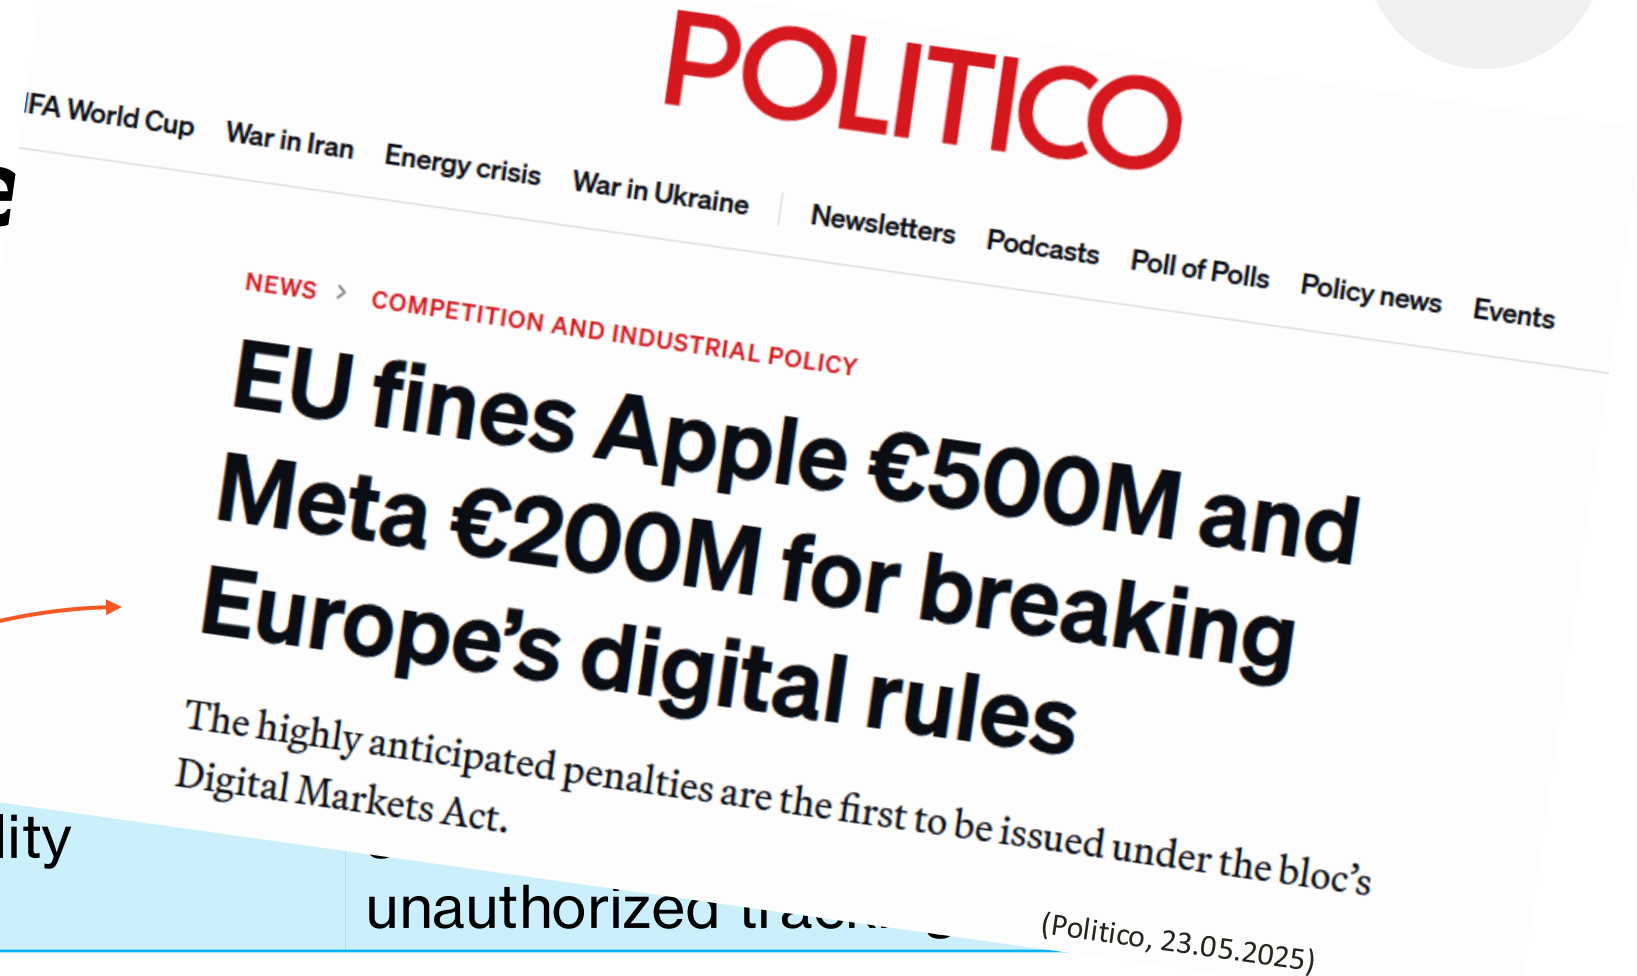 POLITICO
FA World Cup War in Iran Energy crisis War in Ukraine Newsletters Podcasts Poll of Polls Policy news Events
e
NEWS > COMPETITION AND INDUSTRIAL POLICY
EU fines Apple €500M and
Meta €200M for breaking
Europe’s digital rules
The highly anticipated penalties are the first to be issued under the bloc’s
Digital Markets Act.
lity
unauthorized
(Politico, 23.05.2025)